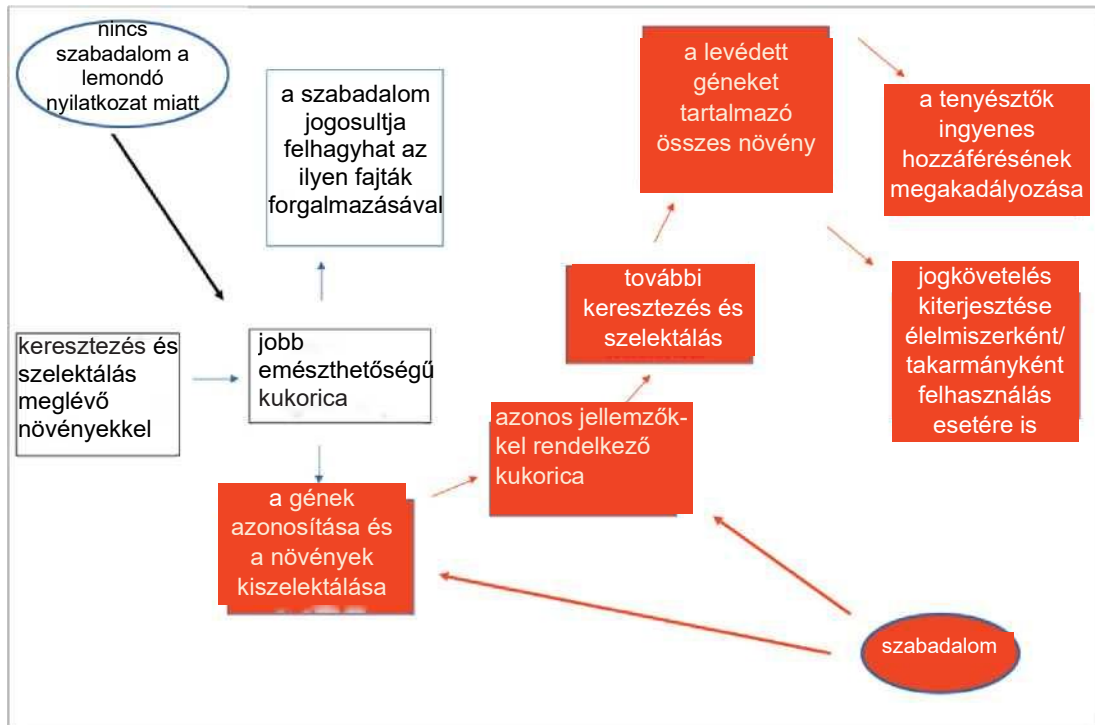 nincs
szabadalom a
lemondó
nyilatkozat miatt
a szabadalom
jogosultja
felhagyhat az
ilyen fajták
forgalmazásával
a levédett
géneket
tartalmazó
összes növény
a tenyésztők
ingyenes
hozzáférésének
megakadályozása
keresztezés és
szelektálás
meglévő
növényekkel
jobb
emészthetőségű
kukorica
további
keresztezés és
szelektálás
jogkövetelés
kiterjesztése
élelmiszerként/
takarmányként
felhasználás
esetére is
azonos jellemzők-
kel rendelkező
kukorica
a gének
azonosítása és
a növények
kiszelektálása
szabadalom